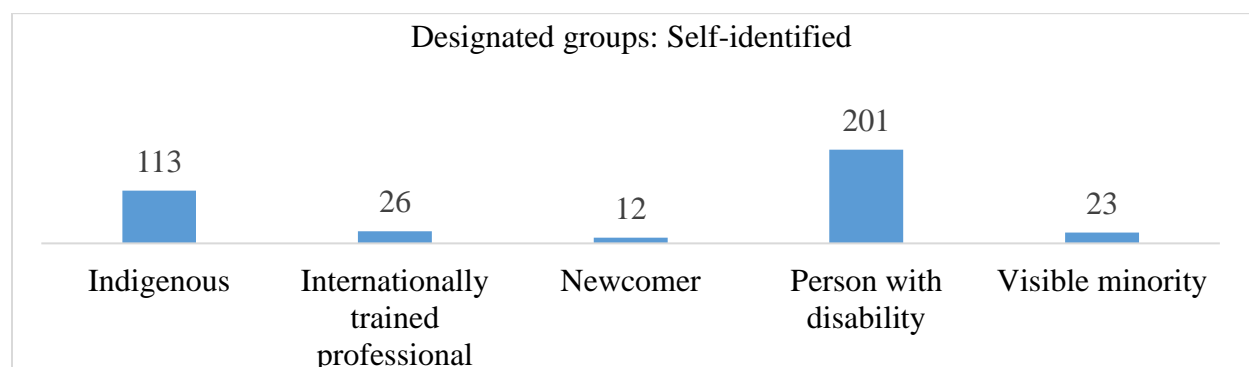 Designated groups: Self-identified
201
113
26
12
23
Indigenous
Internationally
trained
professional
Newcomer
Person with
disability
Visible minority